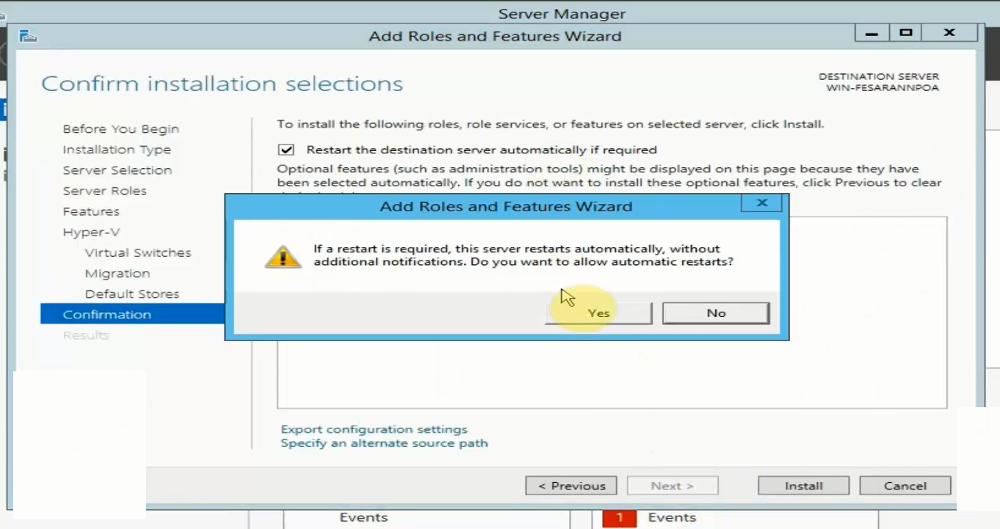 Server Manager
Add Roles and Features Wizard
Confirm installation selections
DESTINATION SERVER
WIN-FESARANNPOA
Before You Begin
Installation Type
Server Selection
Server Roles
Features
Hyper-V
Virtual Switches
Migration
Default Stores
Confirmation
Results
To install the following roles, role services, or features on selected server, click Install.
Restart the destination server automatically if required
Optional features (such as administration tools) might be displayed on this page because they have
been selected automatically. If you do not want to install these optional features, click Previous to clear
Add Roles and Features Wizard
If a restart is required, this server restarts automatically, without
additional notifications. Do you want to allow automatic restarts?
Yes
No
Export configuration settings
Specify an alternate source path
< Previous
Next >
Install
Cancel
Events
1 Events